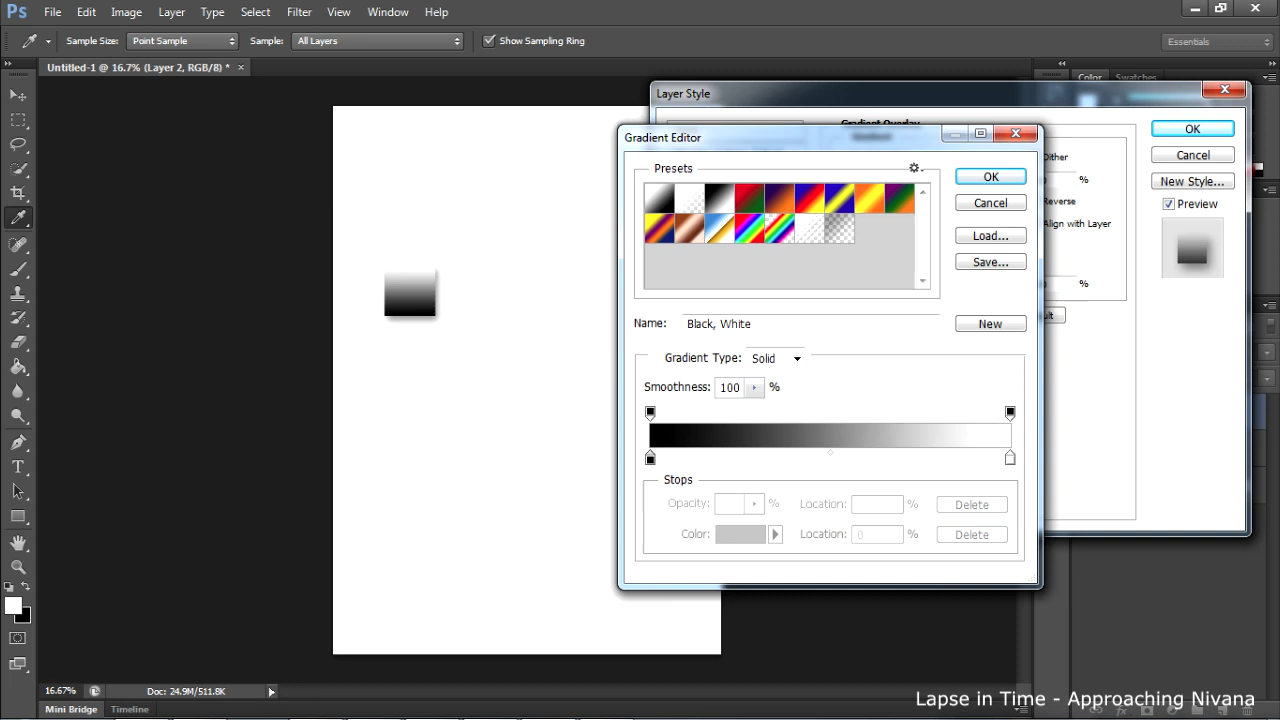 Ps File Edit Image Layer Type Select Filter View Window Help
Sample Size: Point Sample Sample: All Layers Show Sampling Ring Essentials
Untitled-1 @ 16.7% (Layer 2, RGB/8) * × Color Swatches
Layer Style
Gradient Overlay
Gradient Editor
OK
Cancel
New Style...
Preview
Dither
%
Reverse
Align with Layer
%
Presets
OK
Cancel
Load...
Save...
Name: Black, White New
Gradient Type: Solid
Smoothness: 100 %
Stops
Opacity: % Location: % Delete
Color: Location: 0 % Delete
16.67% Doc: 24.9M/511.8K
Mini Bridge Timeline
Lapse in Time - Approaching Nivana